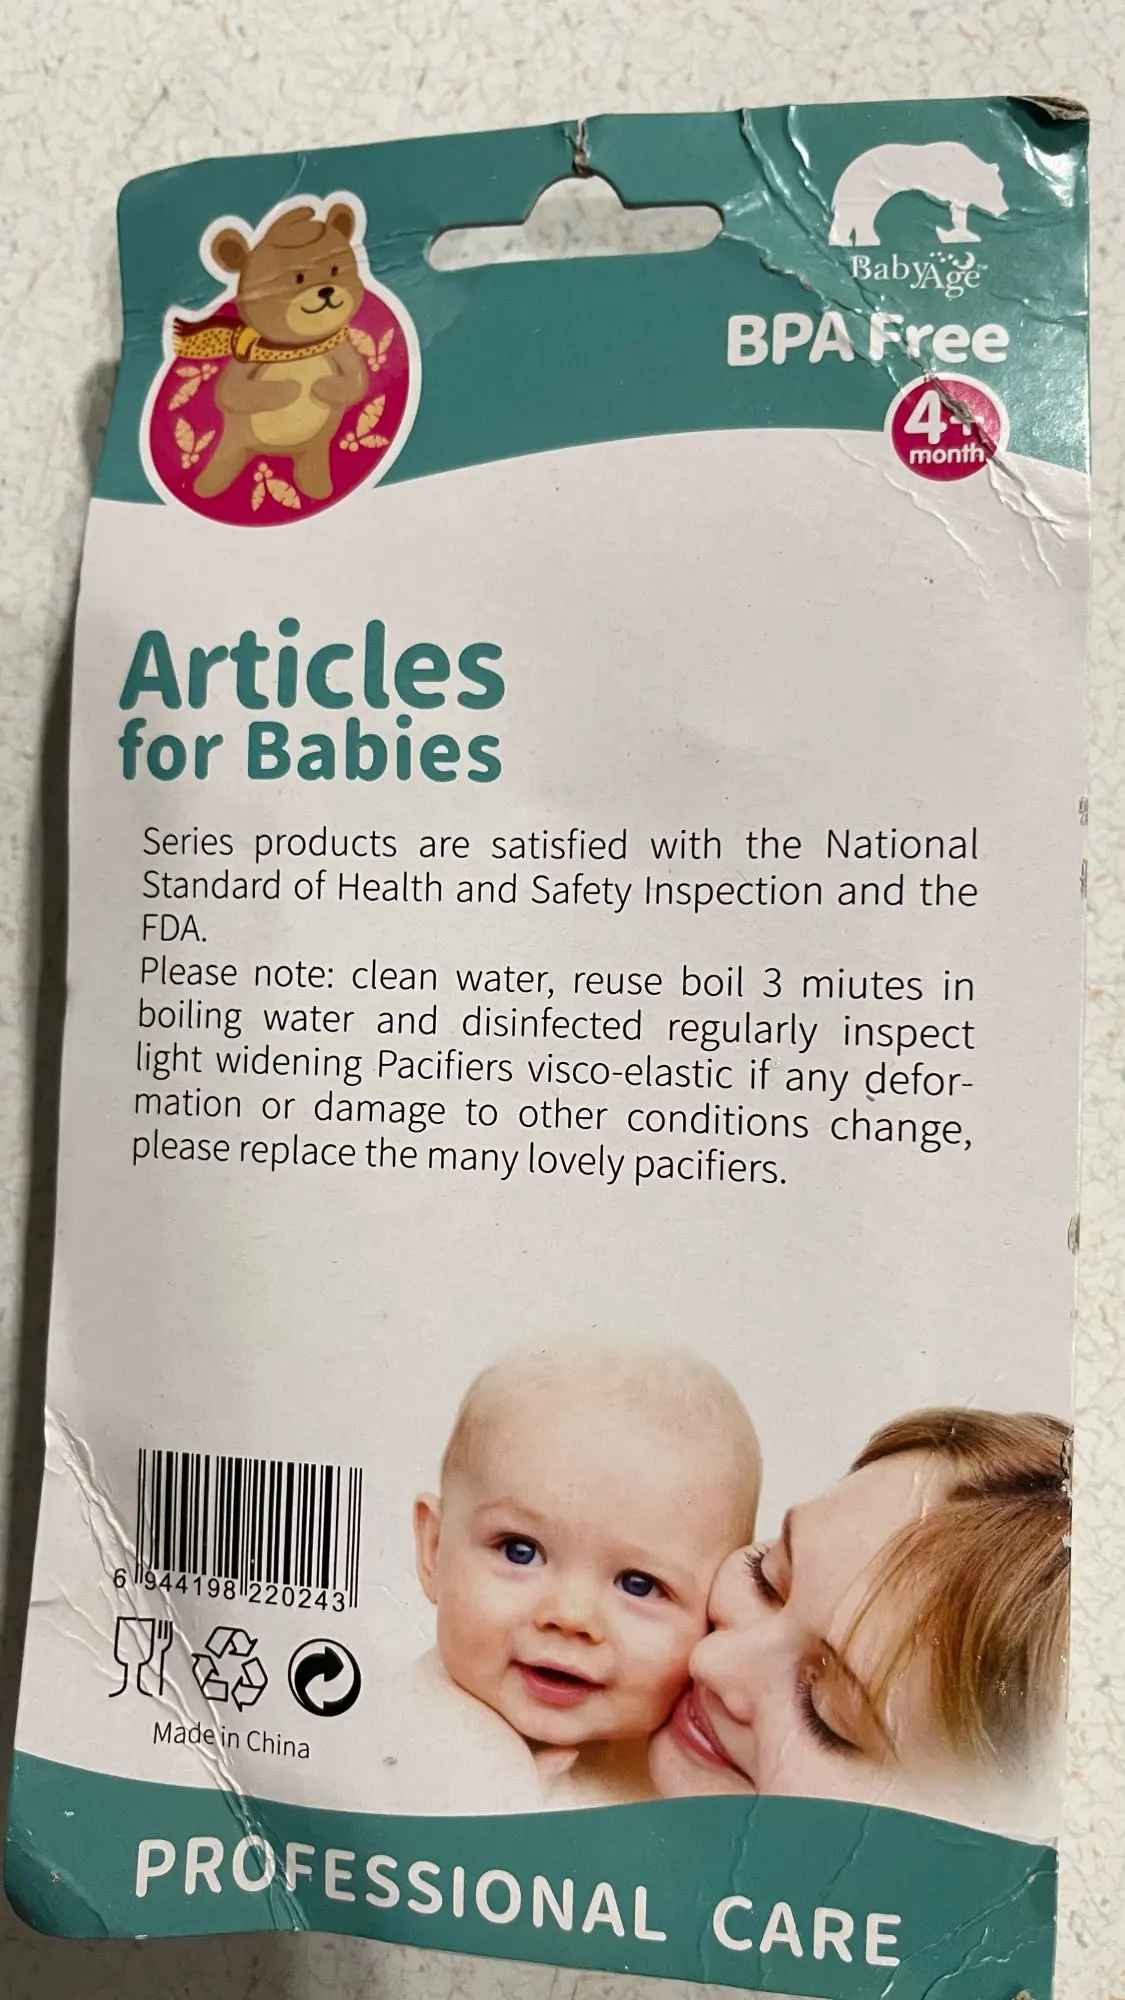 BabyAge™
BPA Free
4+
month
Articles
for Babies
Series products are satisfied with the National
Standard of Health and Safety Inspection and the
FDA.
Please note: clean water, reuse boil 3 miutes in
boiling water and disinfected regularly inspect
light widening Pacifiers visco-elastic if any defor-
mation or damage to other conditions change,
please replace the many lovely pacifiers.
6 944198 220243
Made in China
PROFESSIONAL CARE